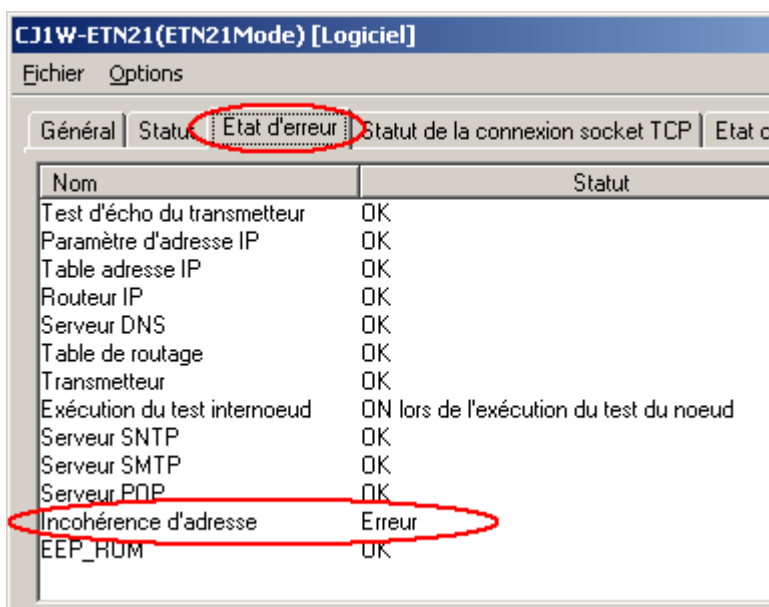 CJ1W-ETN21(ETN21Mode) [Logiciel]
Fichier Options
Général Statut Etat d'erreur Statut de la connexion socket TCP Etat
Nom Statut
Test d'écho du transmetteur OK
Paramètre d'adresse IP OK
Table adresse IP OK
Routeur IP OK
Serveur DNS OK
Table de routage OK
Transmetteur OK
Exécution du test internoeud ON lors de l'exécution du test du noeud
Serveur SNTP OK
Serveur SMTP OK
Serveur POP OK
Incohérence d'adresse Erreur
EEP_ROM OK